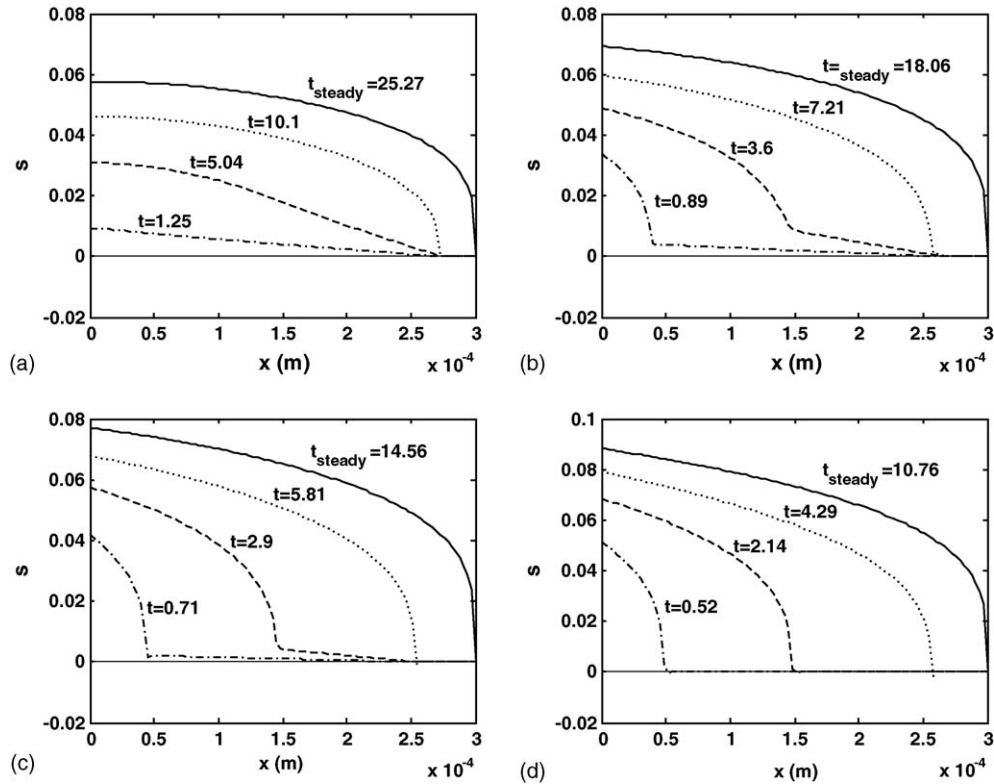 0.08
0.06
0.04
0.02
0
-0.02
s
t_steady =25.27
t=10.1
t=5.04
t=1.25
0 0.5 1 1.5 2 2.5 3
x (m) x 10^-4
(a)
0.08
0.06
0.04
0.02
0
-0.02
s
t=_steady =18.06
t=7.21
t=3.6
t=0.89
0 0.5 1 1.5 2 2.5 3
x (m) x 10^-4
(b)
0.08
0.06
0.04
0.02
0
-0.02
s
t_steady =14.56
t=5.81
t=2.9
t=0.71
0 0.5 1 1.5 2 2.5 3
x (m) x 10^-4
(c)
0.1
0.08
0.06
0.04
0.02
0
-0.02
s
t_steady =10.76
t=4.29
t=2.14
t=0.52
0 0.5 1 1.5 2 2.5 3
x (m) x 10^-4
(d)